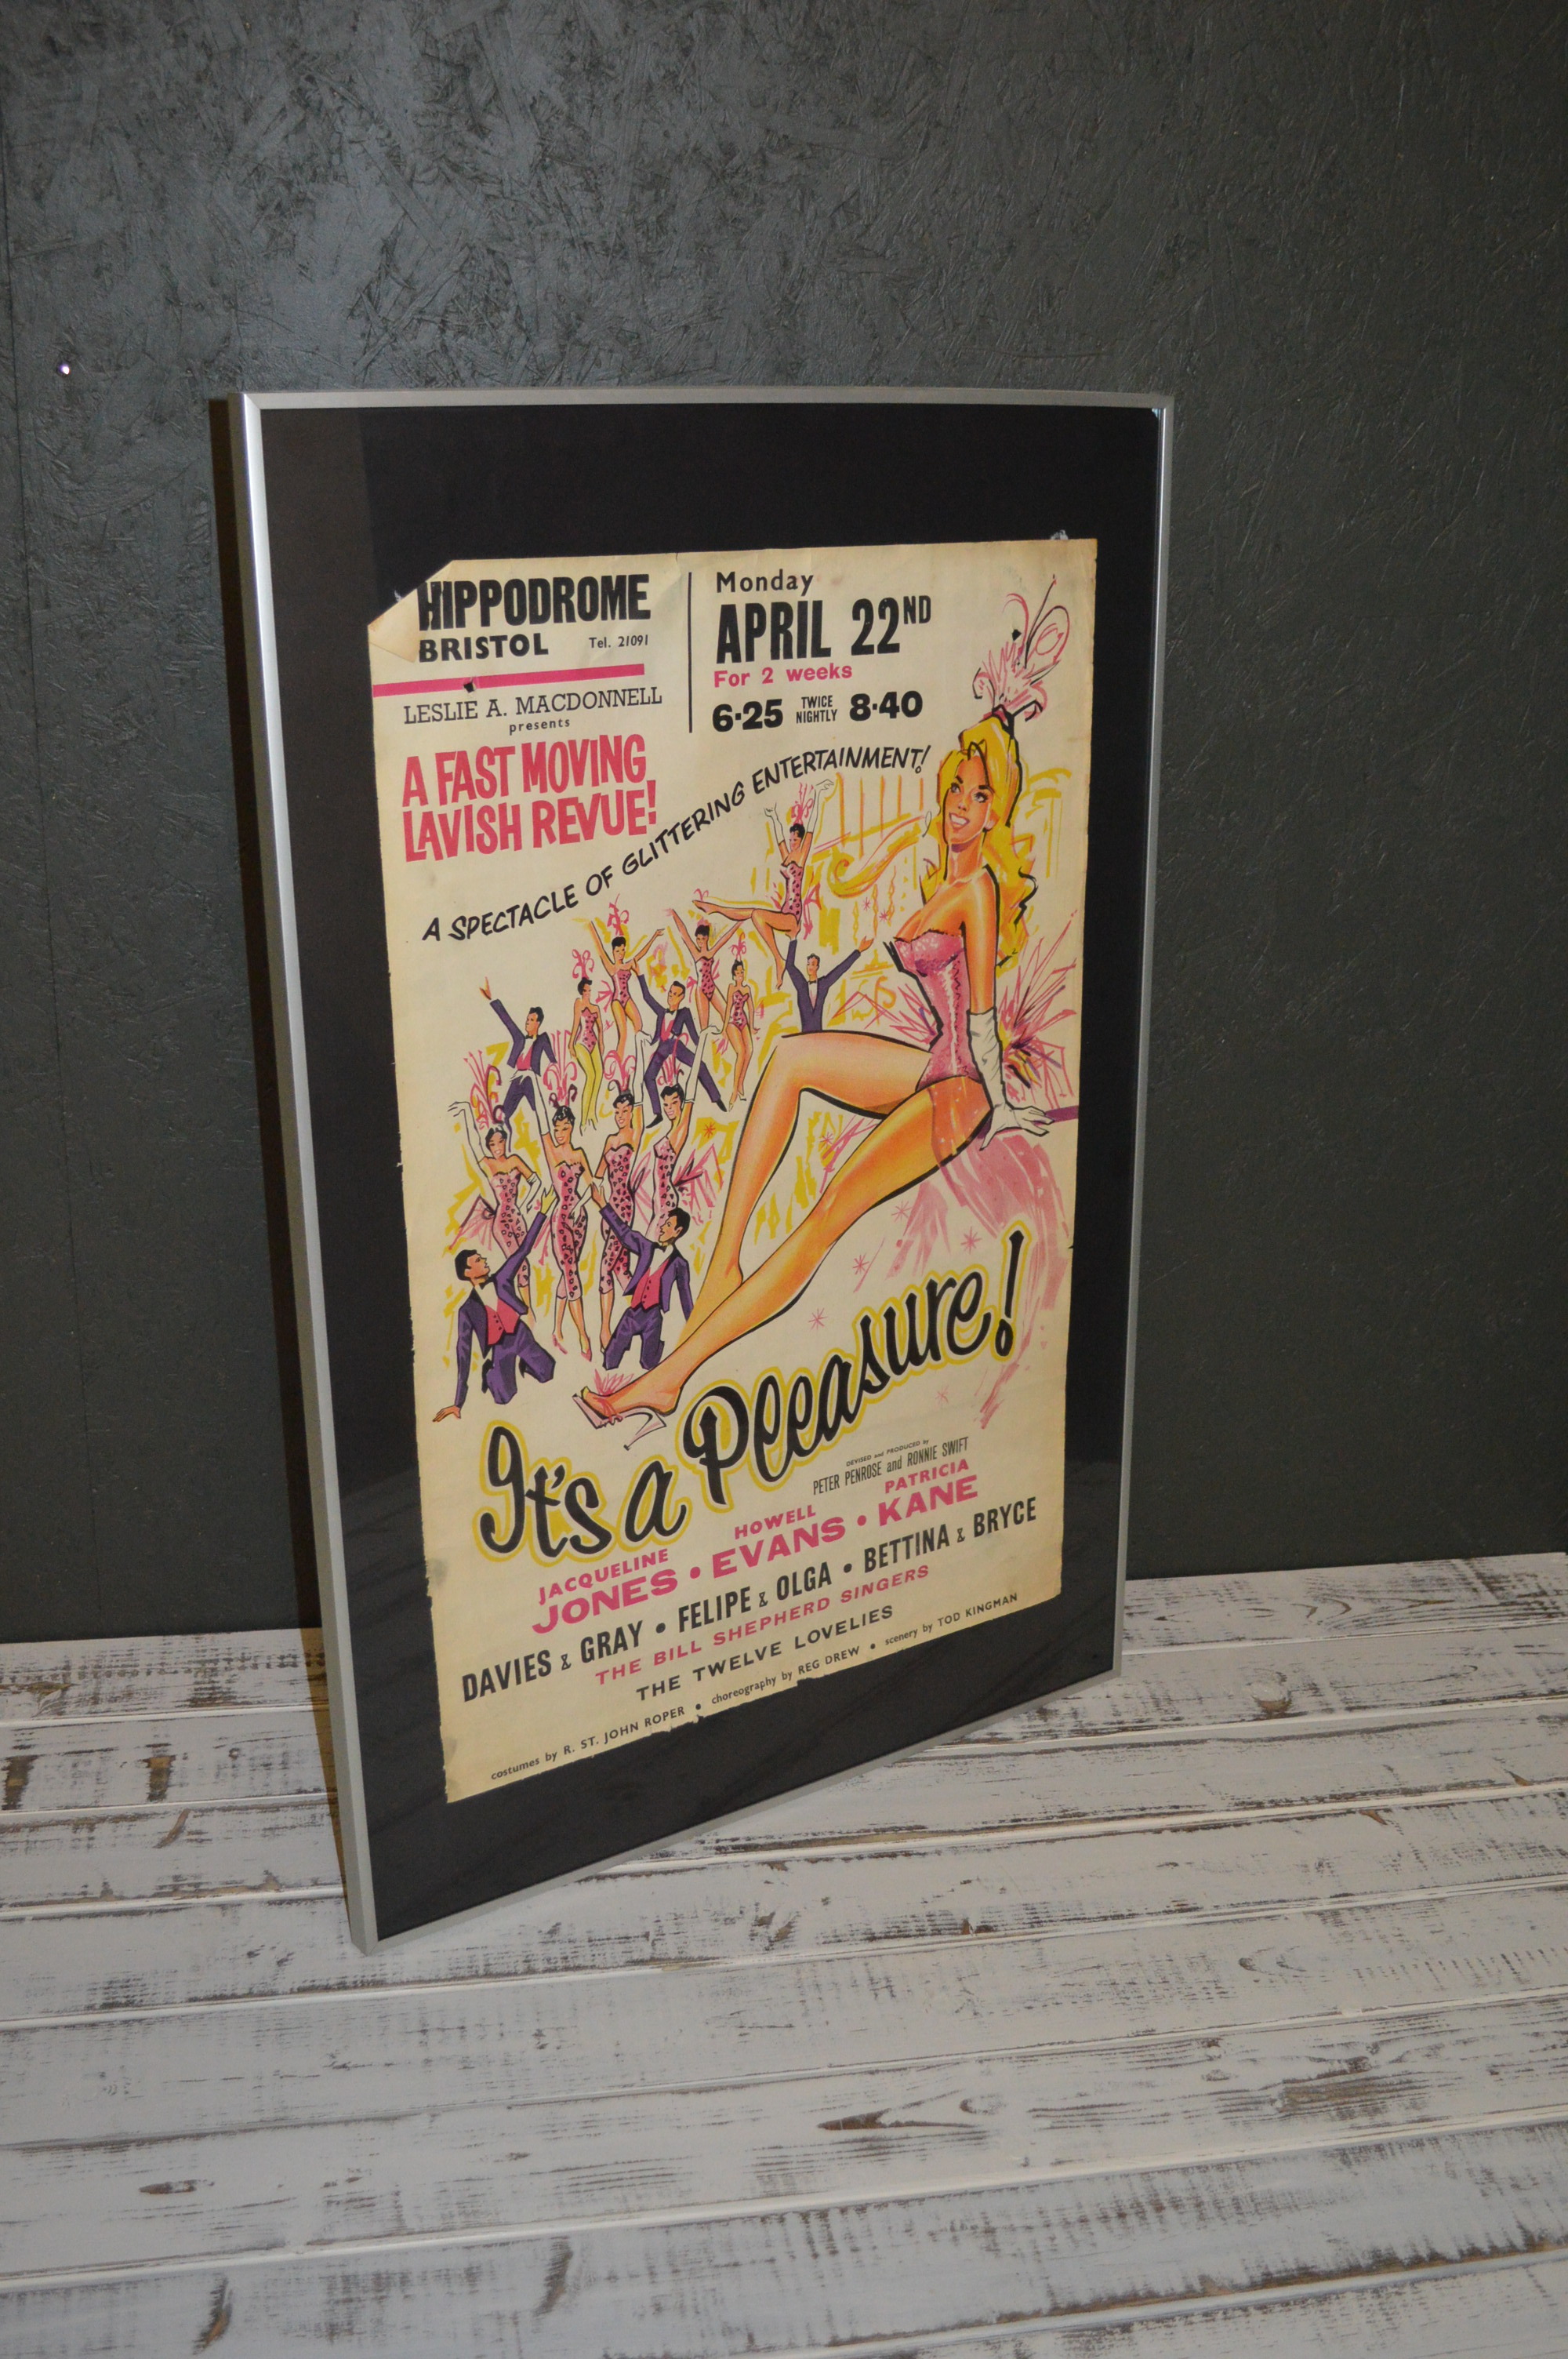 HIPPODROME
BRISTOL Tel. 21091
LESLIE A. MACDONNELL
presents
A FAST MOVING
LAVISH REVUE!
Monday
APRIL 22ND
For 2 weeks
6·25 TWICE NIGHTLY 8·40
A SPECTACLE OF GLITTERING ENTERTAINMENT!
It's a Pleasure!
DEVISED and PRODUCED by
PETER PENROSE and RONNIE SWIFT
JACQUELINE JONES • HOWELL EVANS • PATRICIA KANE
DAVIES & GRAY • FELIPE & OLGA • BETTINA & BRYCE
THE BILL SHEPHERD SINGERS
THE TWELVE LOVELIES
costumes by R. ST. JOHN ROPER • choreography by REG DREW • scenery by TOD KINGMAN